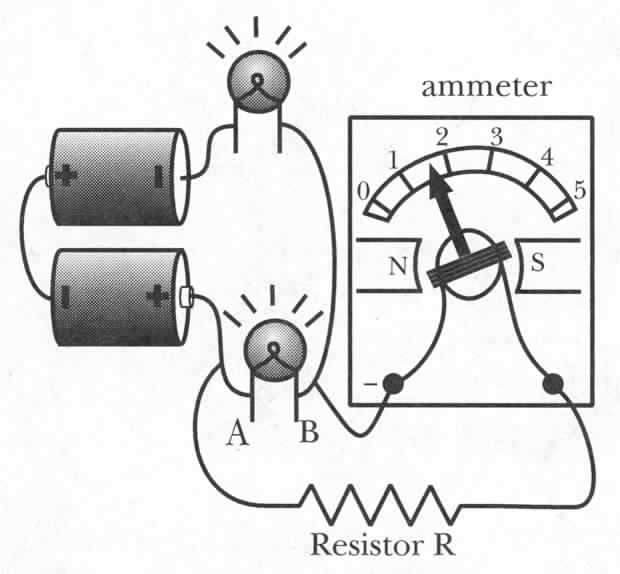 ammeter
0 1 2 3 4 5
+ -
N S
- +
-
A B
Resistor R